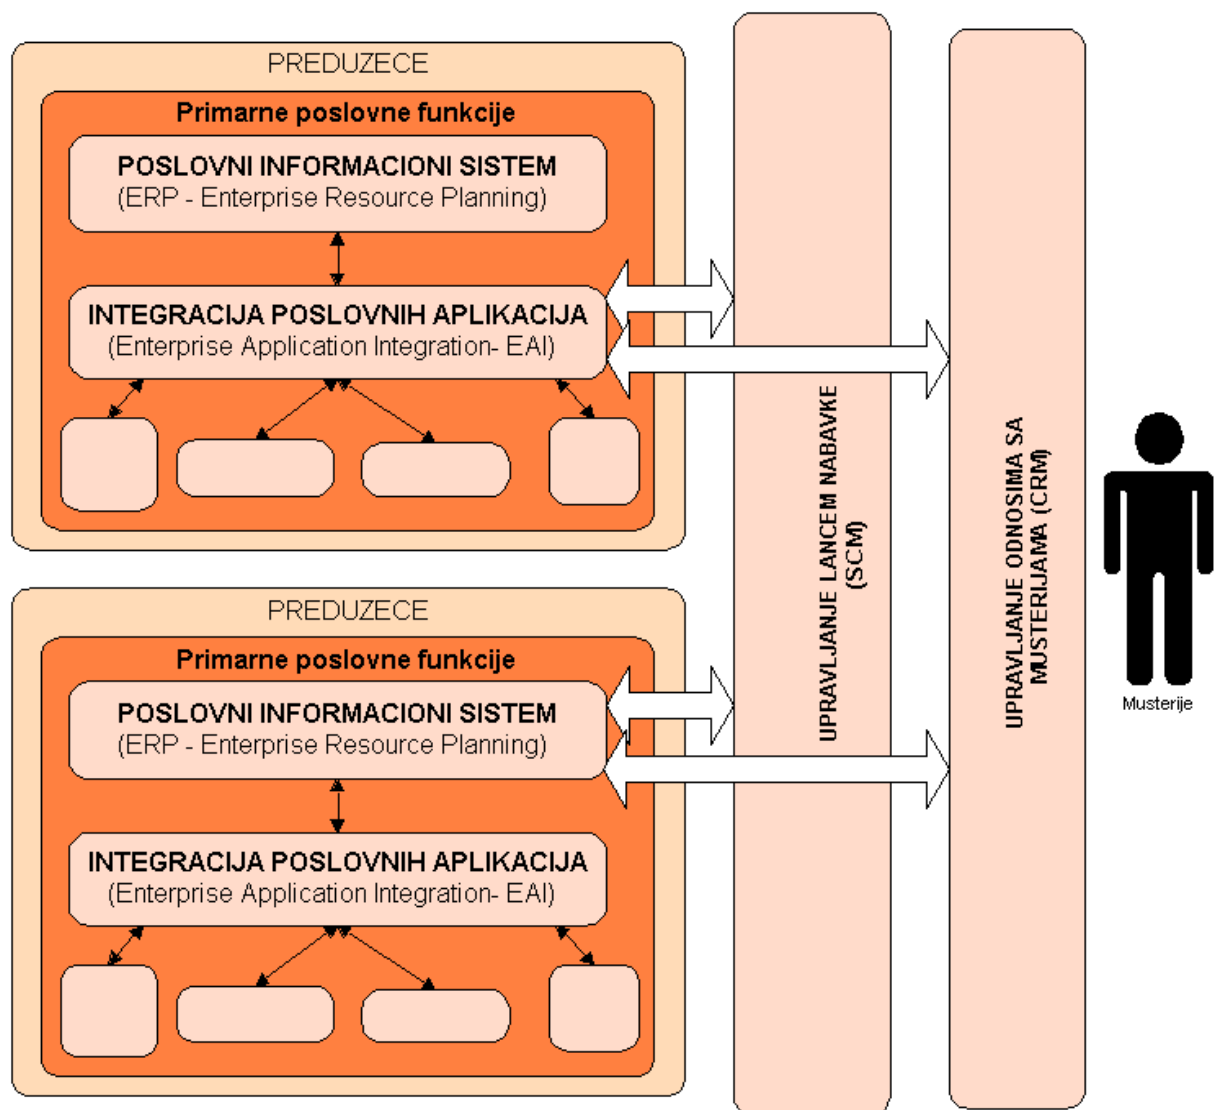 PREDUZECE
Primarne poslovne funkcije
POSLOVNI INFORMACIONI SISTEM
(ERP - Enterprise Resource Planning)
INTEGRACIJA POSLOVNIH APLIKACIJA
(Enterprise Application Integration- EAI)
PREDUZECE
Primarne poslovne funkcije
POSLOVNI INFORMACIONI SISTEM
(ERP - Enterprise Resource Planning)
INTEGRACIJA POSLOVNIH APLIKACIJA
(Enterprise Application Integration- EAI)
UPRAVLJANJE LANCEM NABAVKE
(SCM)
UPRAVLJANJE ODNOSIMA SA
MUSTERIJAMA (CRM)
Musterije